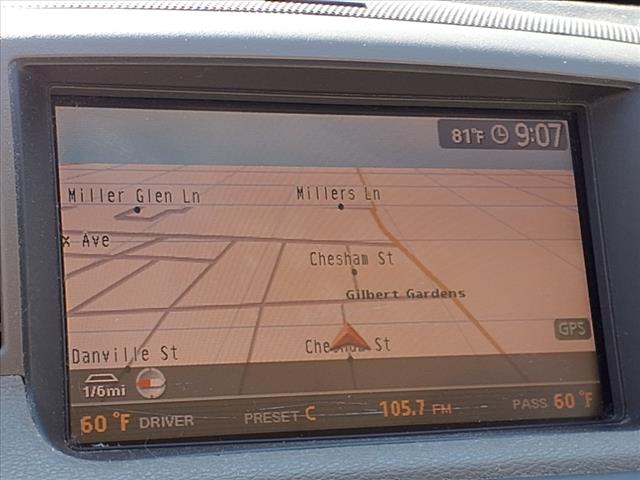 81°F 9:07
Miller Glen Ln Millers Ln
x Ave
Chesham St
Gilbert Gardens
GPS
Danville St St
1/6mi
60°F DRIVER PRESET C 105.7 FM PASS 60°F